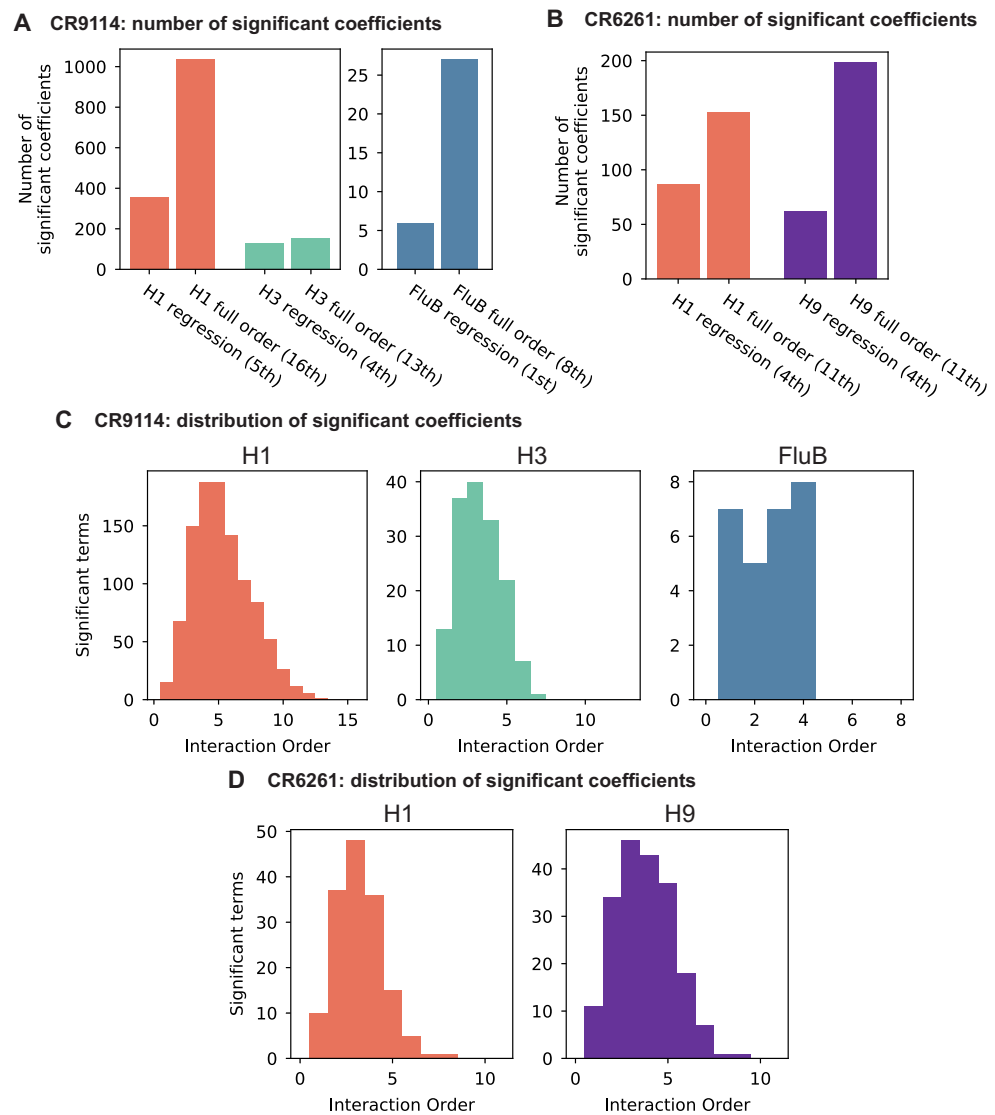 A CR9114: number of significant coefficients
Number of
significant coefficients
1000
800
600
400
200
0
H1 regression (5th)
H1 full order (16th)
H3 regression (4th)
H3 full order (13th)
25
20
15
10
5
0
FluB regression (1st)
FluB full order (8th)
B CR6261: number of significant coefficients
Number of
significant coefficients
200
150
100
50
0
H1 regression (4th)
H1 full order (11th)
H9 regression (4th)
H9 full order (11th)
C CR9114: distribution of significant coefficients
H1
Significant terms
150
100
50
0
0 5 10 15
Interaction Order
H3
40
30
20
10
0
0 5 10
Interaction Order
FluB
8
6
4
2
0
0 2 4 6 8
Interaction Order
D CR6261: distribution of significant coefficients
H1
Significant terms
50
40
30
20
10
0
0 5 10
Interaction Order
H9
40
30
20
10
0
0 5 10
Interaction Order